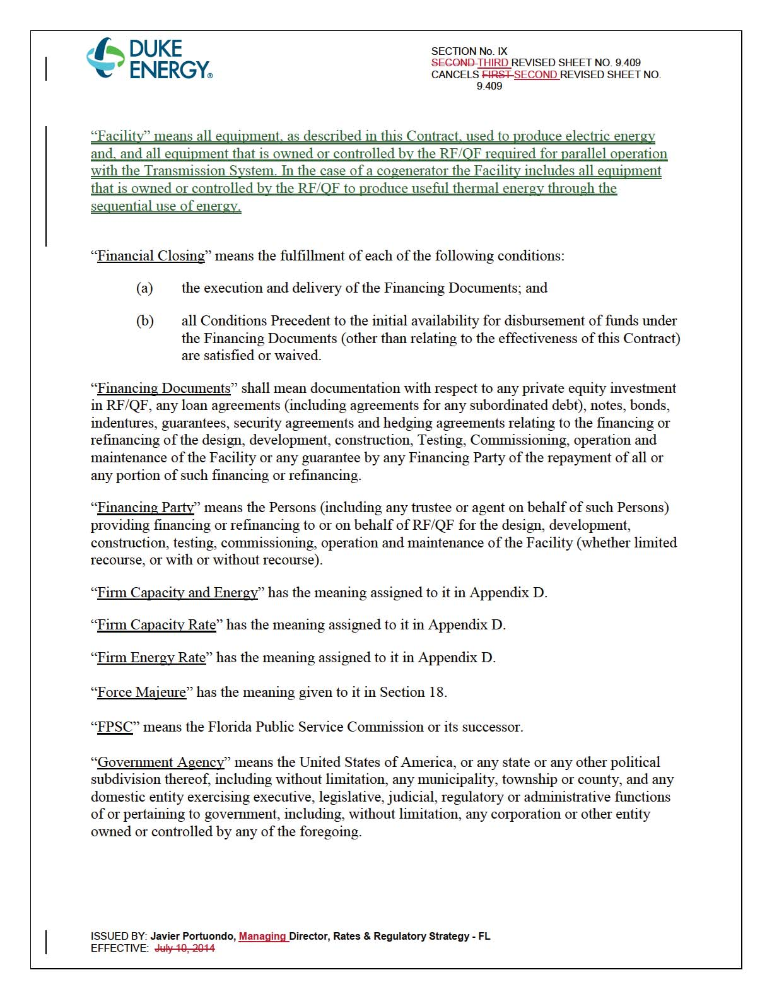 DUKE
ENERGY®
SECTION No. IX
SECOND THIRD REVISED SHEET NO. 9.409
CANCELS FIRST SECOND REVISED SHEET NO.
9.409
“Facility” means all equipment, as described in this Contract, used to produce electric energy
and, and all equipment that is owned or controlled by the RF/QF required for parallel operation
with the Transmission System. In the case of a cogenerator the Facility includes all equipment
that is owned or controlled by the RF/QF to produce useful thermal energy through the
sequential use of energy.
“Financial Closing” means the fulfillment of each of the following conditions:
(a) the execution and delivery of the Financing Documents; and
(b) all Conditions Precedent to the initial availability for disbursement of funds under
the Financing Documents (other than relating to the effectiveness of this Contract)
are satisfied or waived.
“Financing Documents” shall mean documentation with respect to any private equity investment
in RF/QF, any loan agreements (including agreements for any subordinated debt), notes, bonds,
indentures, guarantees, security agreements and hedging agreements relating to the financing or
refinancing of the design, development, construction, Testing, Commissioning, operation and
maintenance of the Facility or any guarantee by any Financing Party of the repayment of all or
any portion of such financing or refinancing.
“Financing Party” means the Persons (including any trustee or agent on behalf of such Persons)
providing financing or refinancing to or on behalf of RF/QF for the design, development,
construction, testing, commissioning, operation and maintenance of the Facility (whether limited
recourse, or with or without recourse).
“Firm Capacity and Energy” has the meaning assigned to it in Appendix D.
“Firm Capacity Rate” has the meaning assigned to it in Appendix D.
“Firm Energy Rate” has the meaning assigned to it in Appendix D.
“Force Majeure” has the meaning given to it in Section 18.
“FPSC” means the Florida Public Service Commission or its successor.
“Government Agency” means the United States of America, or any state or any other political
subdivision thereof, including without limitation, any municipality, township or county, and any
domestic entity exercising executive, legislative, judicial, regulatory or administrative functions
of or pertaining to government, including, without limitation, any corporation or other entity
owned or controlled by any of the foregoing.
ISSUED BY: Javier Portuondo, Managing Director, Rates & Regulatory Strategy - FL
EFFECTIVE: July 10, 2014